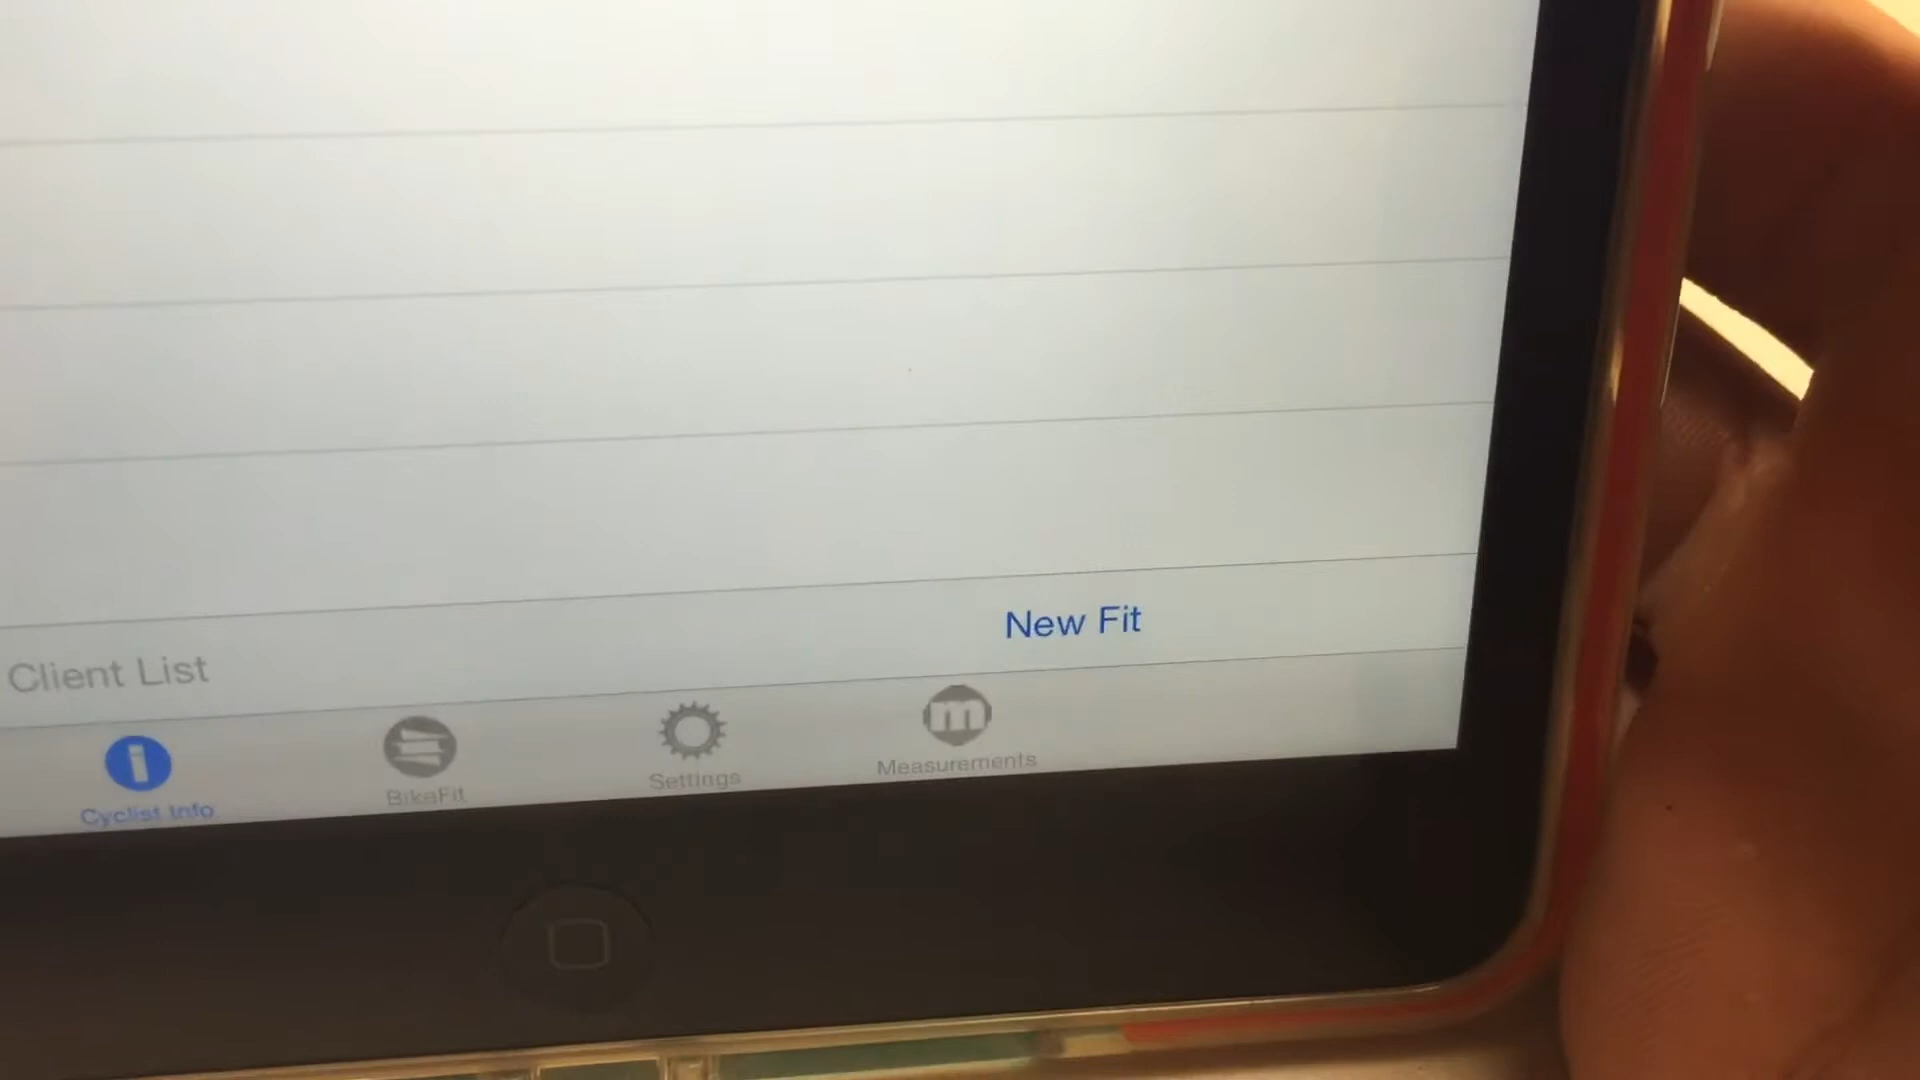 New Fit
Client List
Cyclist Info
BikeFit
Settings
Measurements